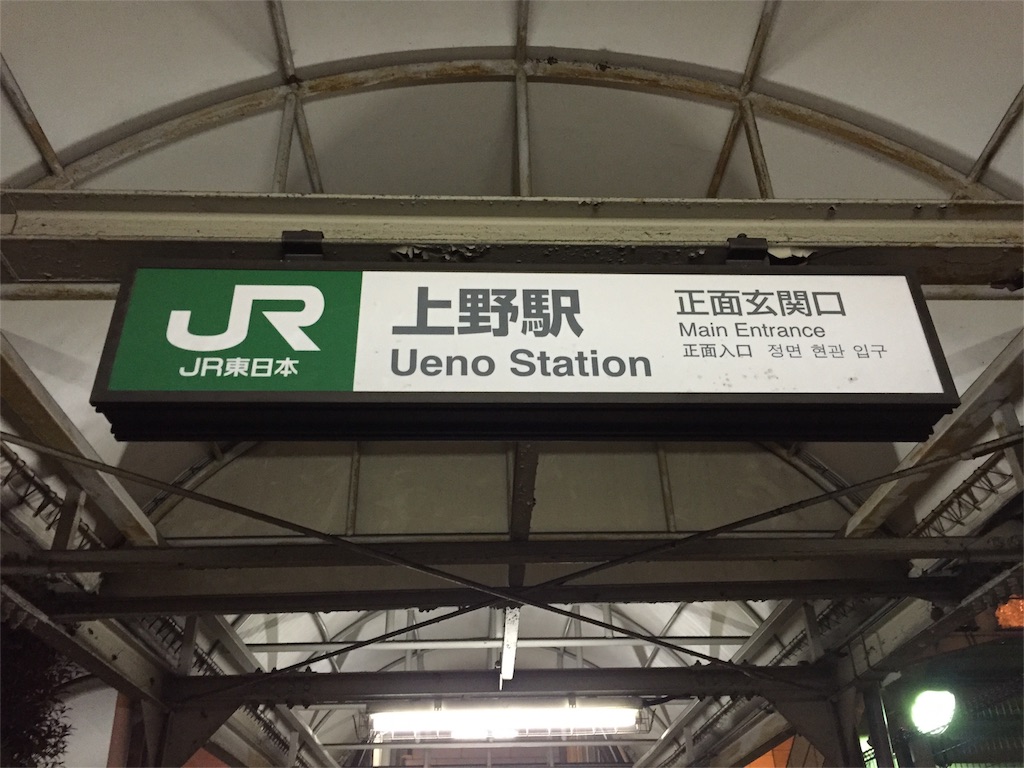 JR
JR東日本
上野駅
Ueno Station
正面玄関口
Main Entrance
正面入口 정면 현관 입구